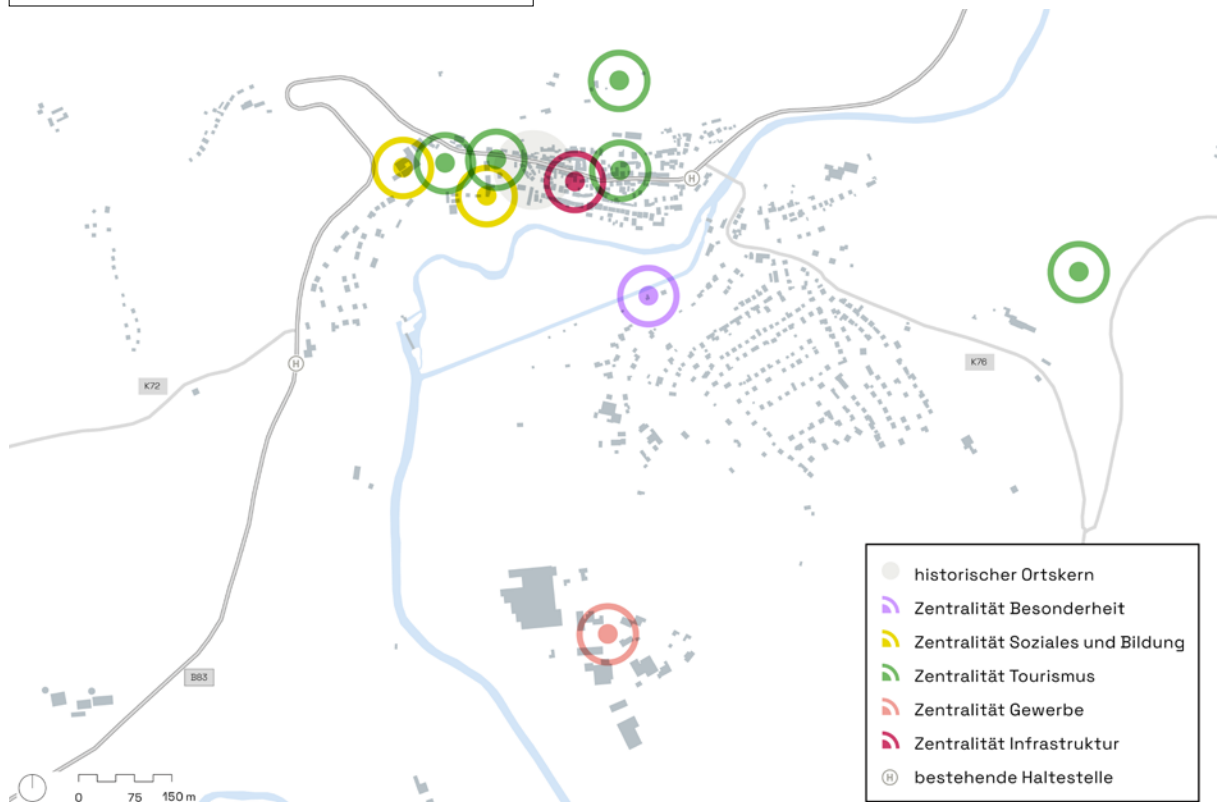 H
K72
H
K76
B83
0 75 150 m
historischer Ortskern
Zentralität Besonderheit
Zentralität Soziales und Bildung
Zentralität Tourismus
Zentralität Gewerbe
Zentralität Infrastruktur
H bestehende Haltestelle